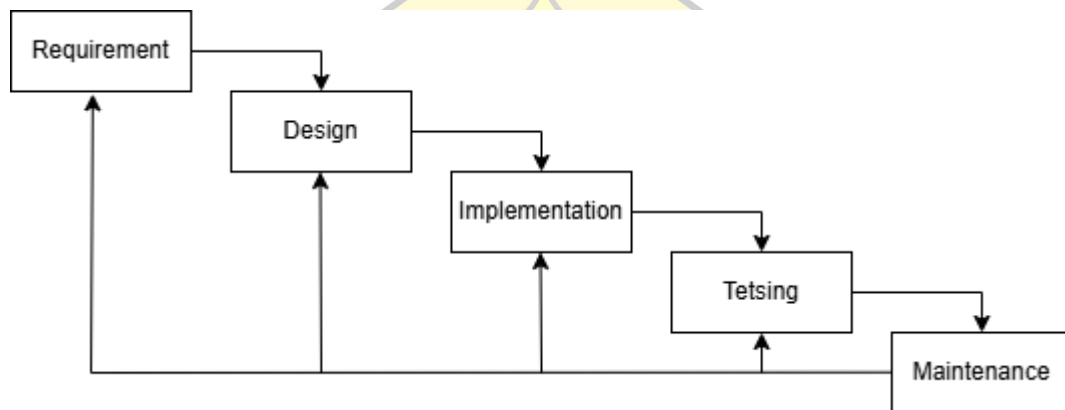 Requirement
Design
Implementation
Tetsing
Maintenance